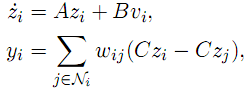 ż_i = Az_i + Bv_i,
y_i = ∑_{j∈𝒩_i} w_{ij}(Cz_i − Cz_j),